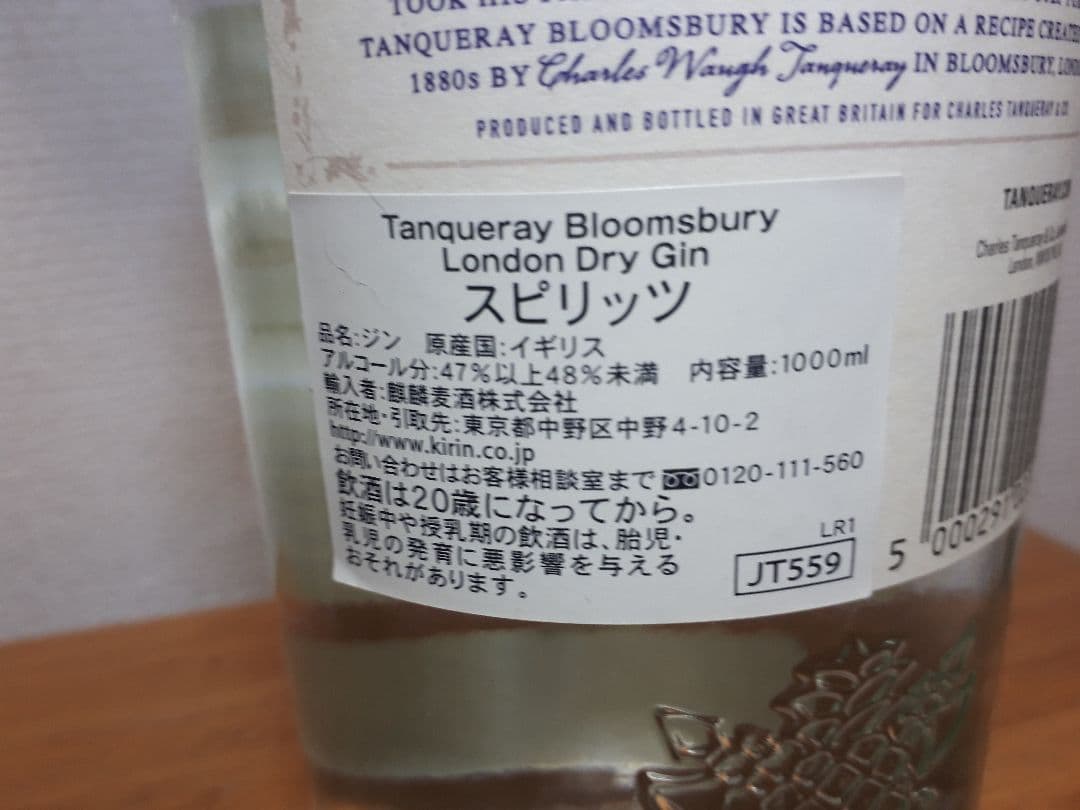 TOOK HIS
TANQUERAY BLOOMSBURY IS BASED ON A RECIPE CREATED
1880s BY Charles Waugh Tanqueray IN BLOOMSBURY,
PRODUCED AND BOTTLED IN GREAT BRITAIN FOR CHARLES TANQUERAY & CO.
Tanqueray Bloomsbury
London Dry Gin
スピリッツ
品名:ジン 原産国:イギリス
アルコール分:47%以上48%未満 内容量:1000ml
輸入者:麒麟麦酒株式会社
所在地・引取先:東京都中野区中野4-10-2
http://www.kirin.co.jp
お問い合わせはお客様相談室まで 0120-111-560
飲酒は20歳になってから。
妊娠中や授乳期の飲酒は、胎児・
乳児の発育に悪影響を与える
おそれがあります。
LR1
JT559
Charles Tanqueray
5 000291